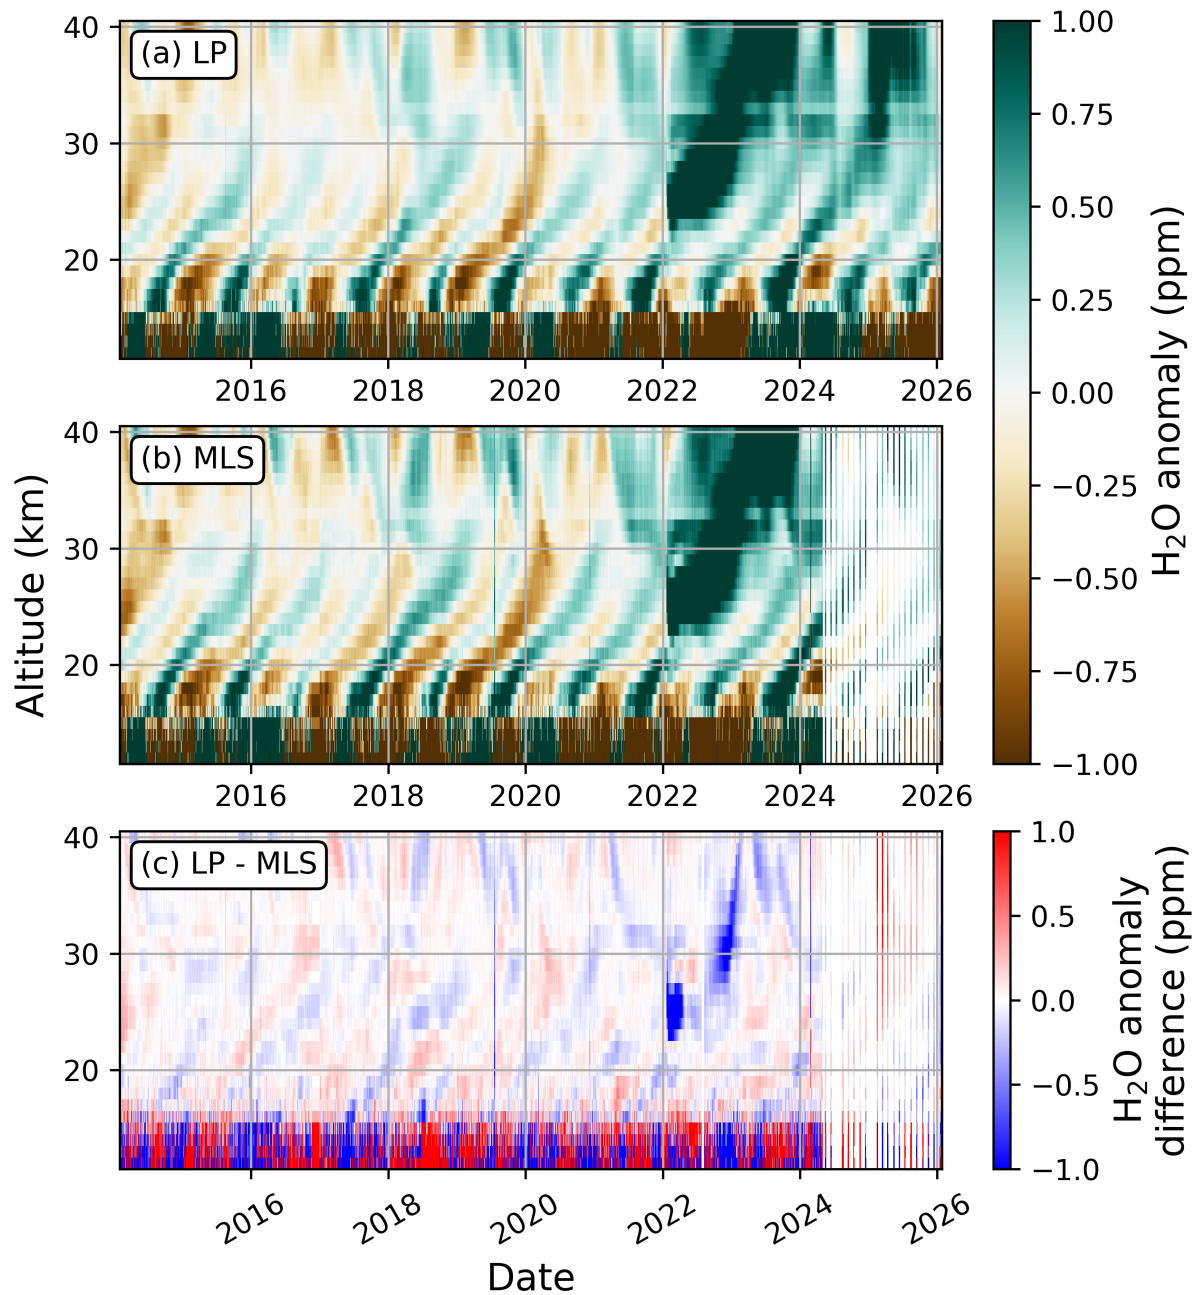 (a) LP
40
30
20
2016 2018 2020 2022 2024 2026
(b) MLS
40
30
20
2016 2018 2020 2022 2024 2026
(c) LP - MLS
40
30
20
2016 2018 2020 2022 2024 2026
Altitude (km)
Date
1.00
0.75
0.50
0.25
0.00
−0.25
−0.50
−0.75
−1.00
H₂O anomaly (ppm)
1.0
0.5
0.0
−0.5
−1.0
H₂O anomaly
difference (ppm)